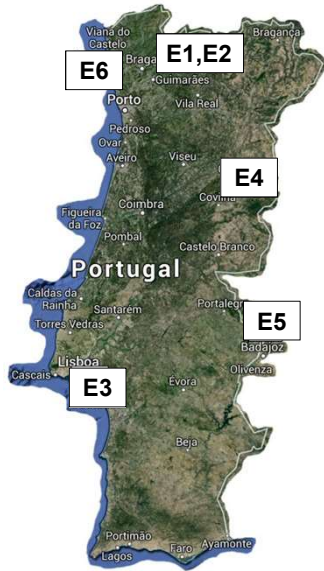 Viana do
Castelo
Bragança
E1,E2
Brag
E6
Guimarães
Porto
Vila Real
Pedroso
Ovar
Aveiro
Viseu
E4
Covilhã
Figueira
da Foz
Coimbra
Pombal
Castelo Branco
Portugal
Caldas da
Rainha
Santarém
Portalegr
Torres Vedras
E5
Badajoz
Lisboa
Olivenza
Cascais
E3
Évora
Beja
Portimão
Lagos
Faro
Ayamonte